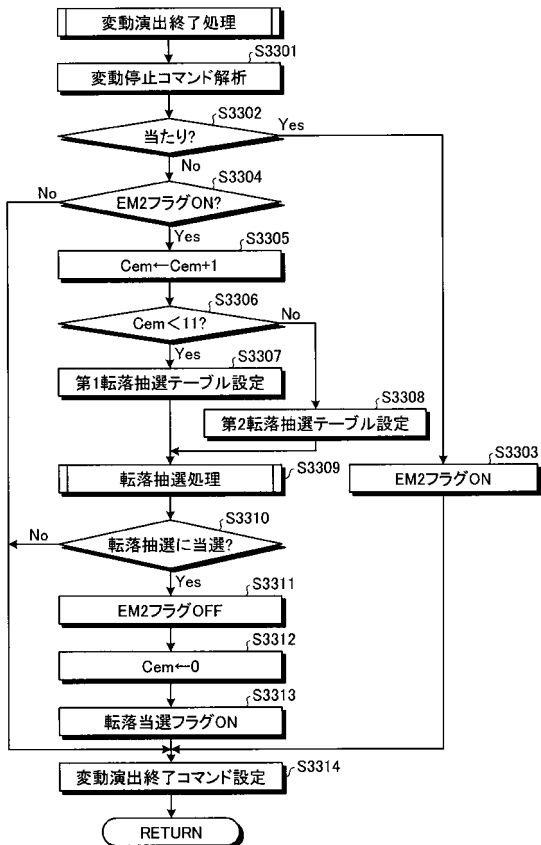 変動演出終了処理
S3301
変動停止コマンド解析
S3302
当たり?
Yes
No
S3304
No
EM2フラグON?
Yes
S3305
Cem←Cem+1
S3306
Cem<11?
No
Yes
S3307
第1転落抽選テーブル設定
S3308
第2転落抽選テーブル設定
S3309
転落抽選処理
S3303
EM2フラグON
S3310
No
転落抽選に当選?
Yes
S3311
EM2フラグOFF
S3312
Cem←0
S3313
転落当選フラグON
S3314
変動演出終了コマンド設定
RETURN